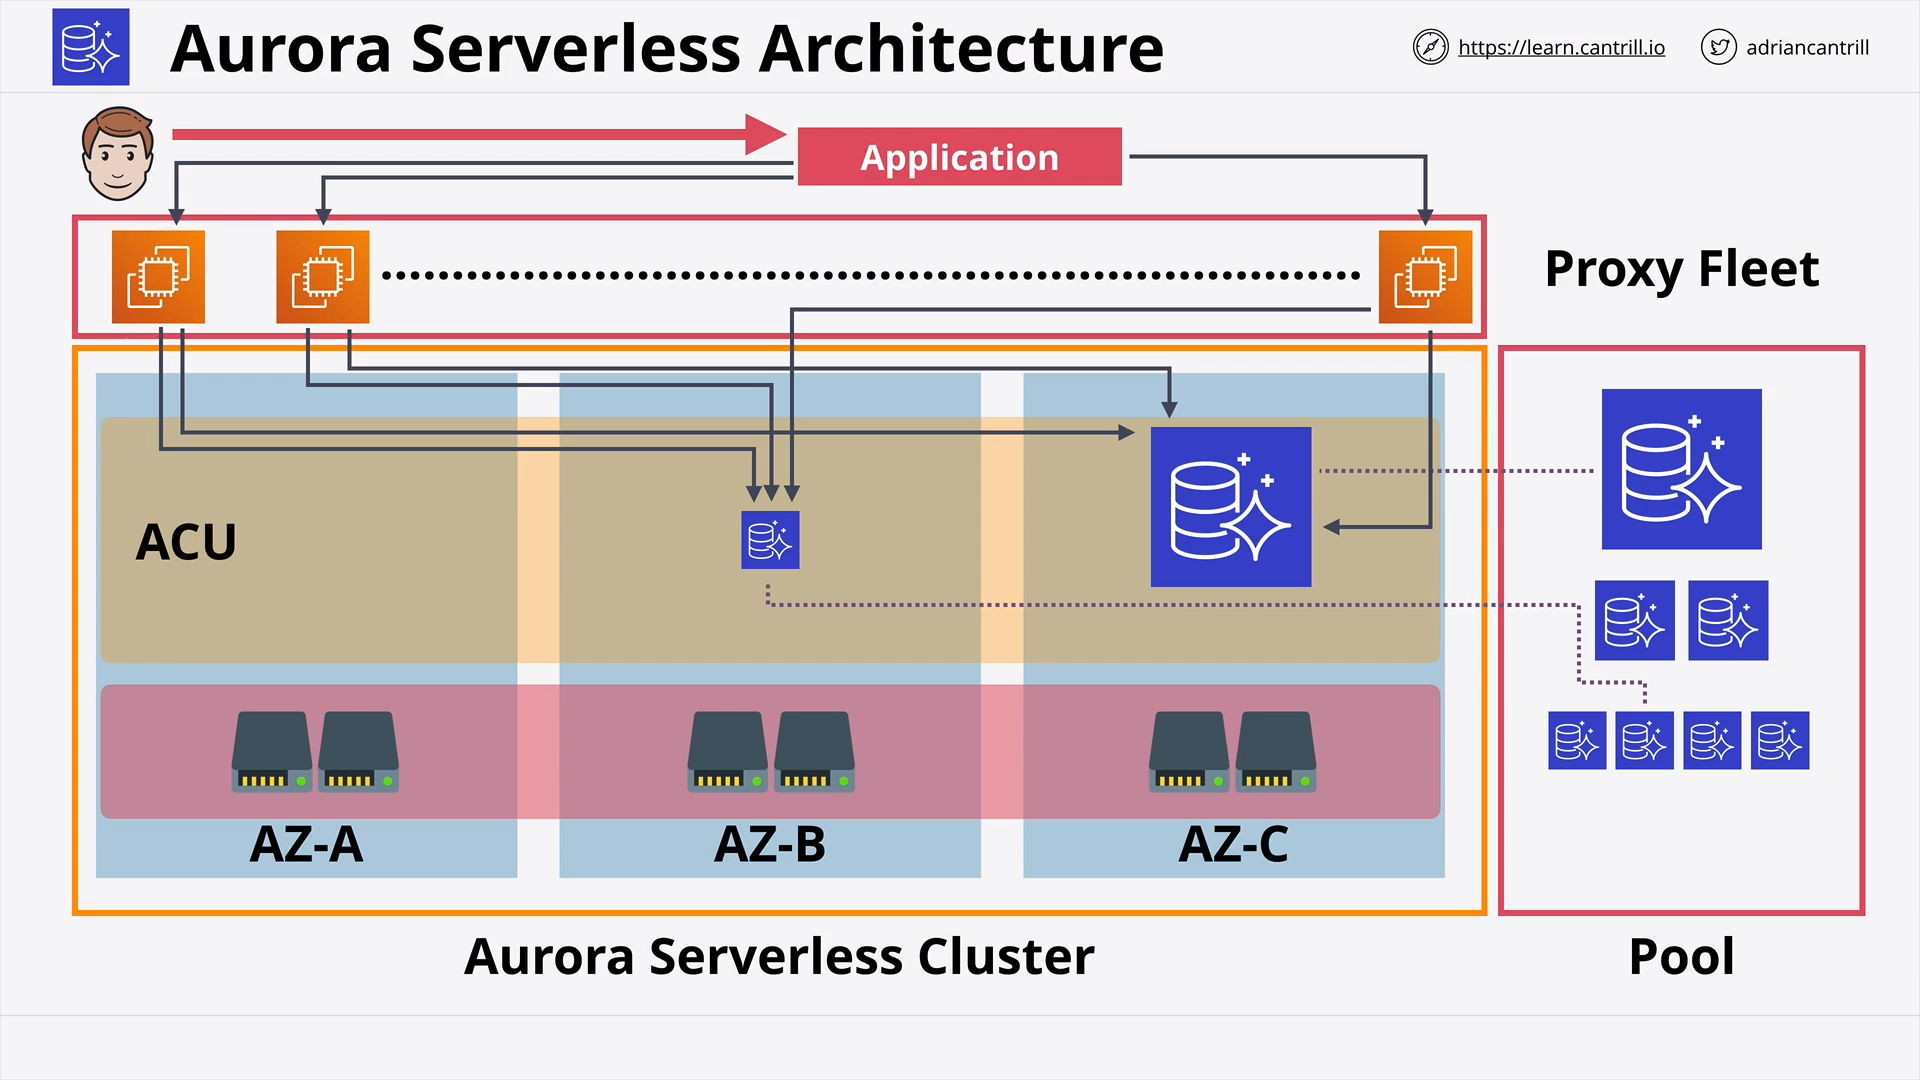 Aurora Serverless Architecture
https://learn.cantrill.io
adriancantrill
Application
Proxy Fleet
ACU
AZ-A
AZ-B
AZ-C
Aurora Serverless Cluster
Pool